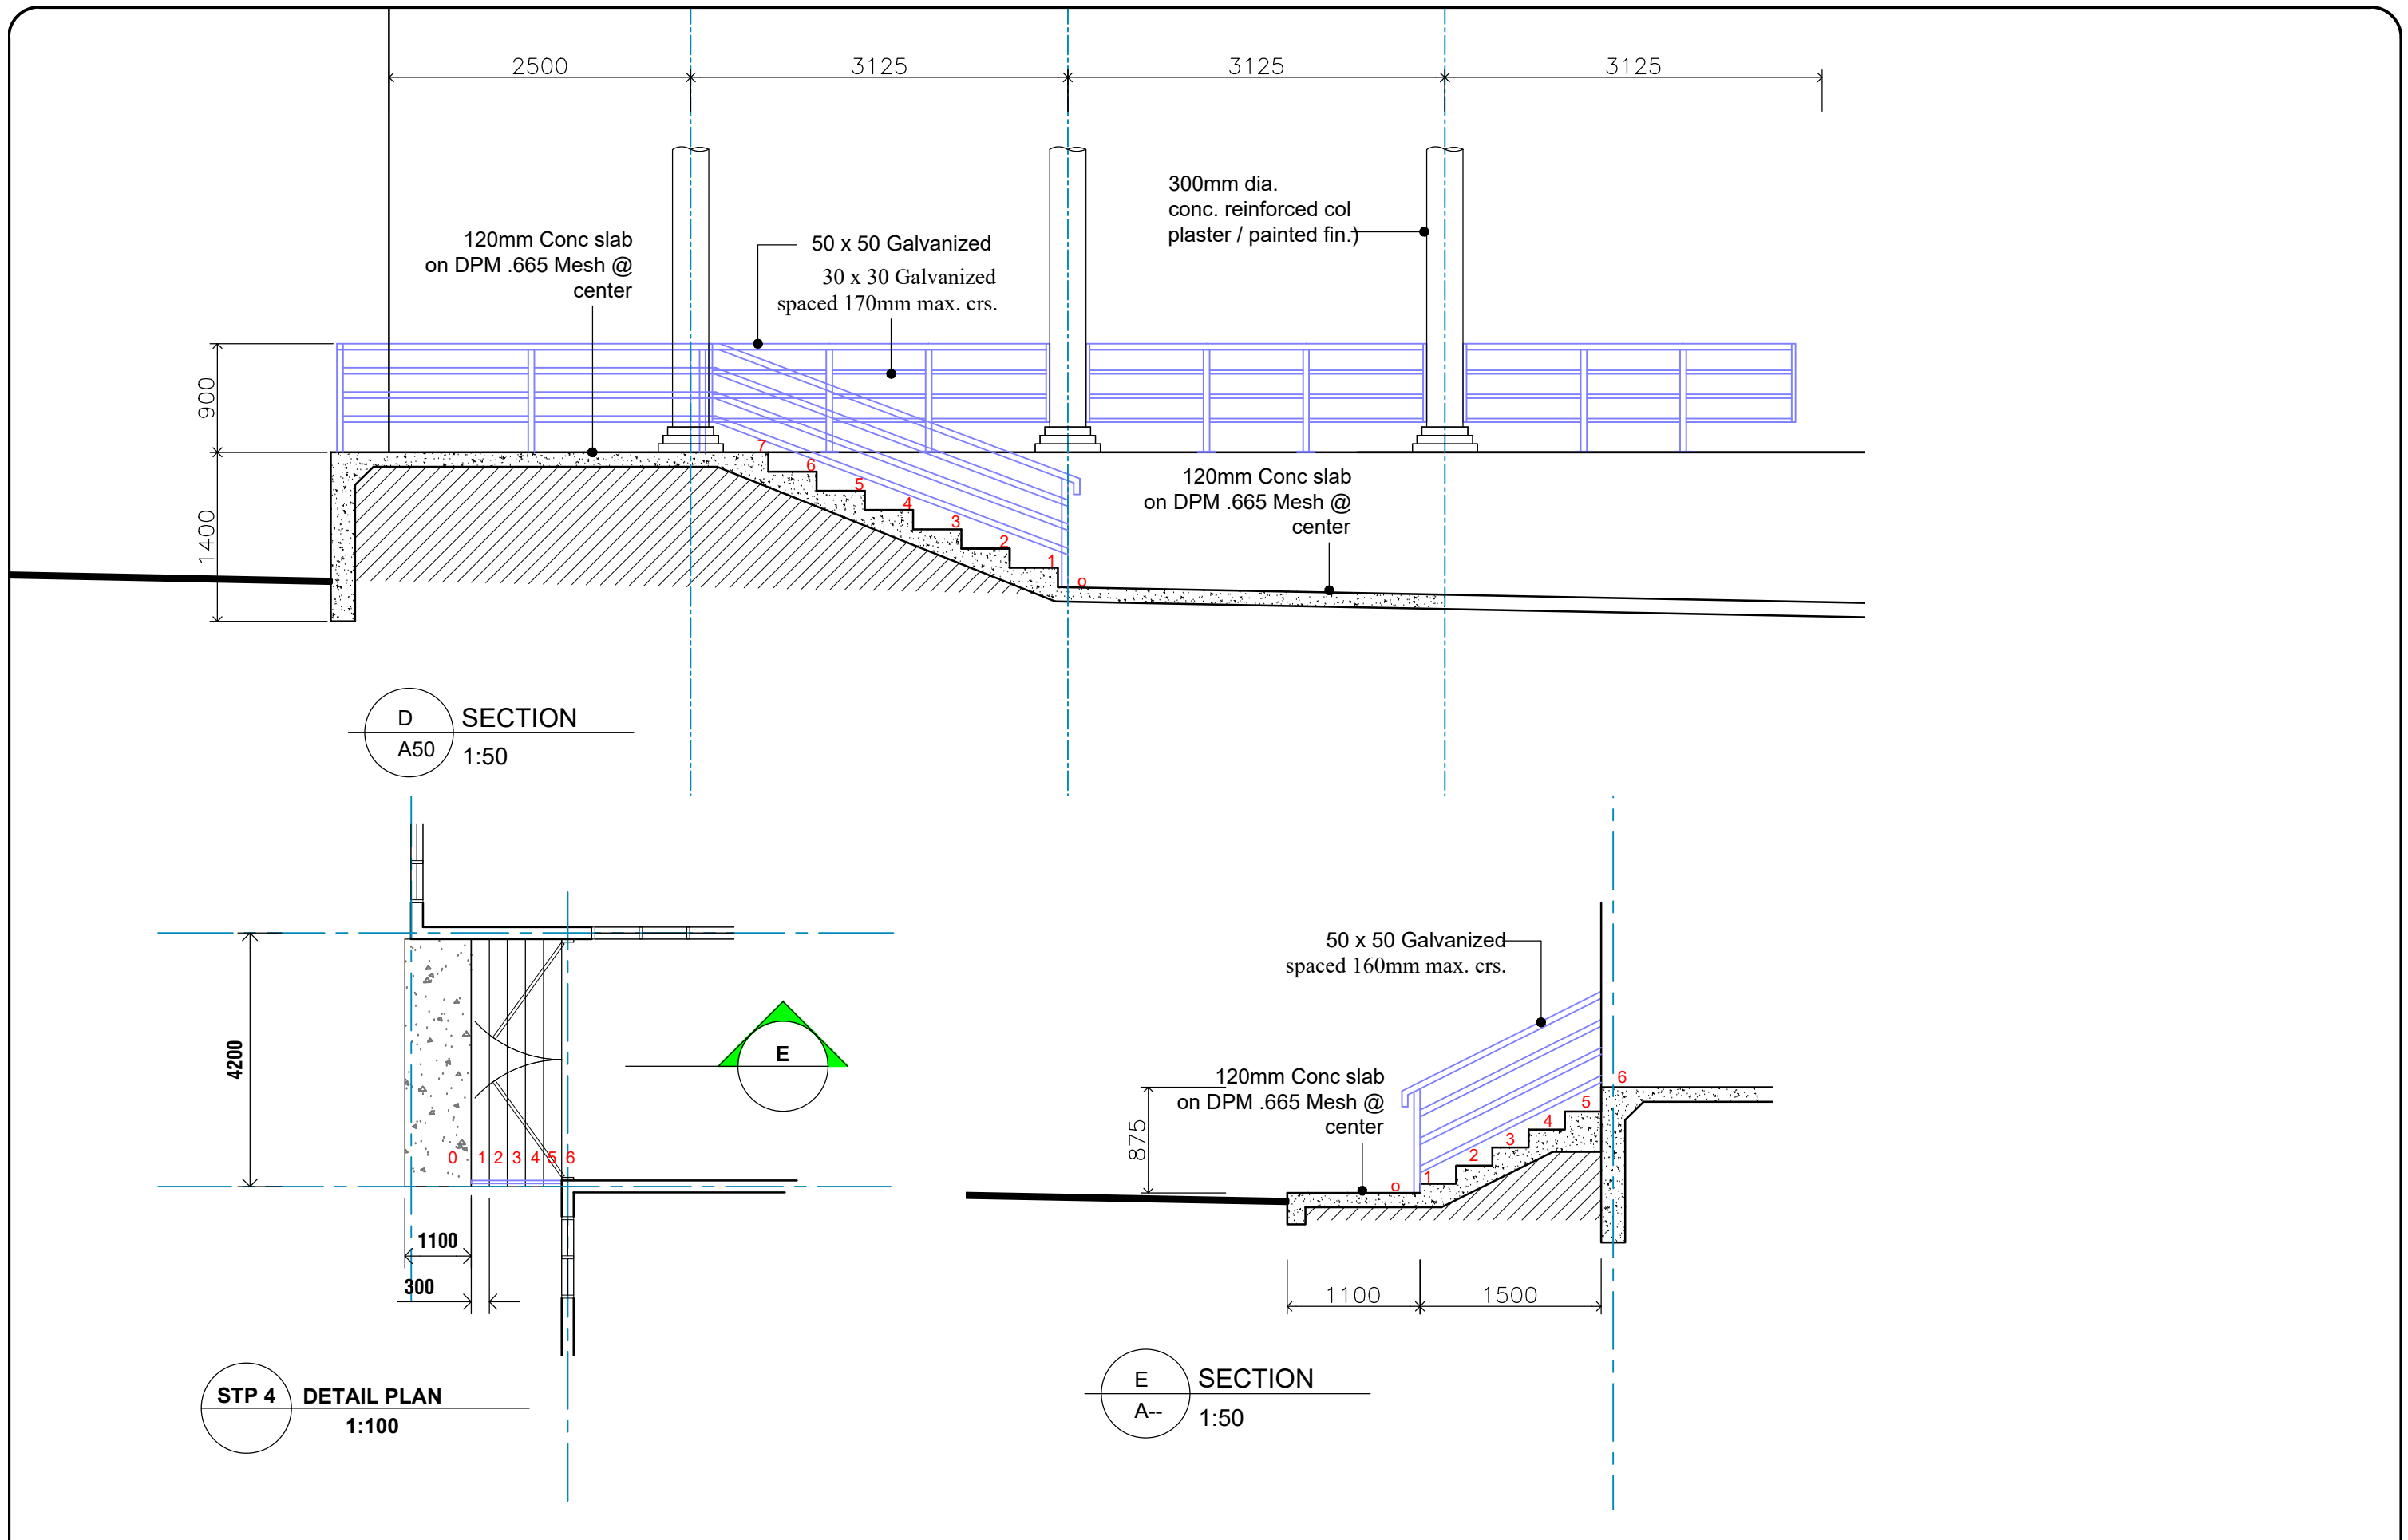 2500 3125 3125 3125
300mm dia.
conc. reinforced col
plaster / painted fin.)
120mm Conc slab
on DPM .665 Mesh @
center
50 x 50 Galvanized
30 x 30 Galvanized
spaced 170mm max. crs.
900
1400
7
6
5
4
3
2
1
o
120mm Conc slab
on DPM .665 Mesh @
center
D
A50
SECTION
1:50
4200
0 1 2 3 4 5 6
E
1100
300
STP 4
DETAIL PLAN
1:100
50 x 50 Galvanized
spaced 160mm max. crs.
120mm Conc slab
on DPM .665 Mesh @
center
875
6
5
4
3
2
1
o
1100 1500
E
A--
SECTION
1:50